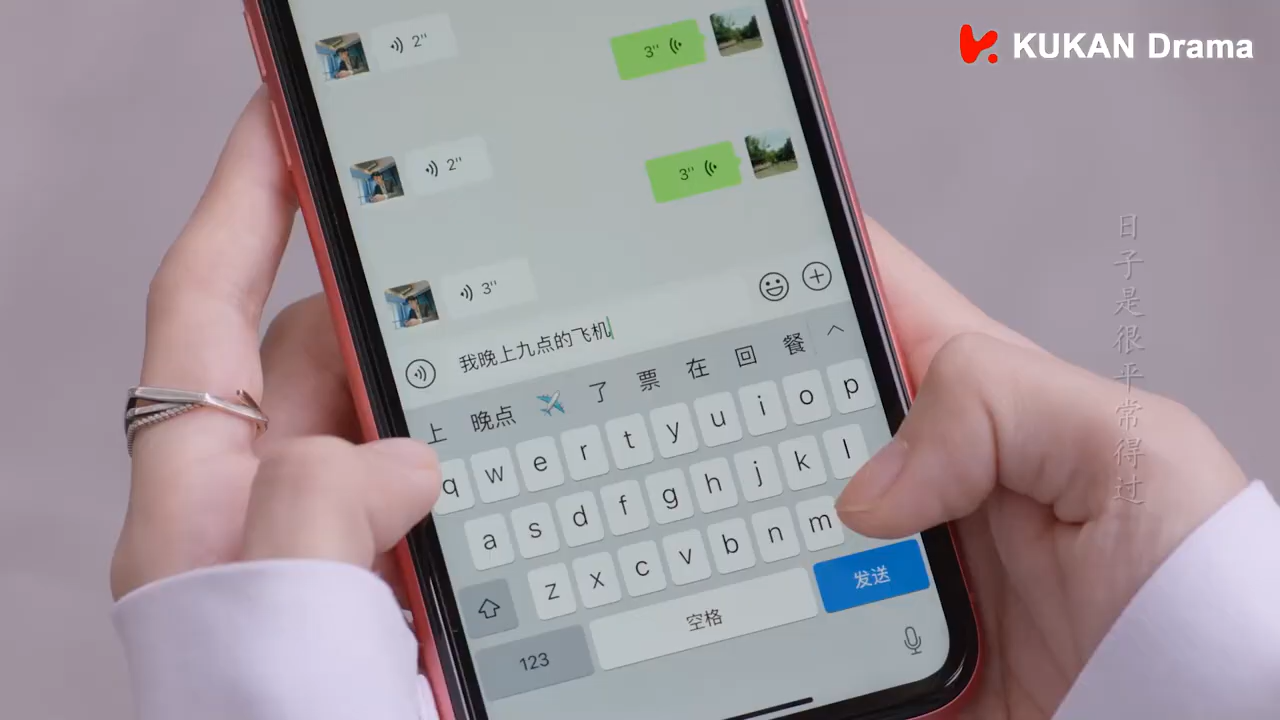 2''
3''
KUKAN Drama
2''
3''
3''
我晚上九点的飞机
上 晚点 ✈️ 了 票 在 回 餐
q w e r t y u i o p
a s d f g h j k l
z x c v b n m
123 空格 发送
日子是很平常得过